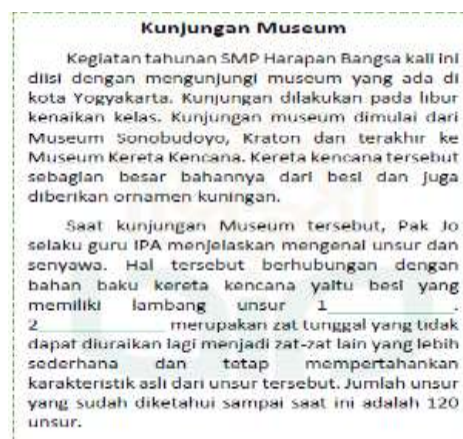 Kunjungan Museum
Kegiatan tahunan SMP Harapan Bangsa kali ini
diisi dengan mengunjungi museum yang ada di
kota Yogyakarta. Kunjungan dilakukan pada libur
kenaikan kelas. Kunjungan museum dimulai dari
Museum Sonobudoyo, Kraton dan terakhir ke
Museum Kereta Kencana. Kereta kencana tersebut
sebagian besar bahannya dari besi dan juga
diberikan ornamen kuningan.
Saat kunjungan Museum tersebut, Pak Jo
selaku guru IPA menjelaskan mengenai unsur dan
senyawa. Hal tersebut berhubungan dengan
bahan baku kereta kencana yaitu besi yang
memiliki lambang unsur 1____________.
2____________ merupakan zat tunggal yang tidak
dapat diuraikan lagi menjadi zat-zat lain yang lebih
sederhana dan tetap mempertahankan
karakteristik asli dari unsur tersebut. Jumlah unsur
yang sudah diketahui sampai saat ini adalah 120
unsur.